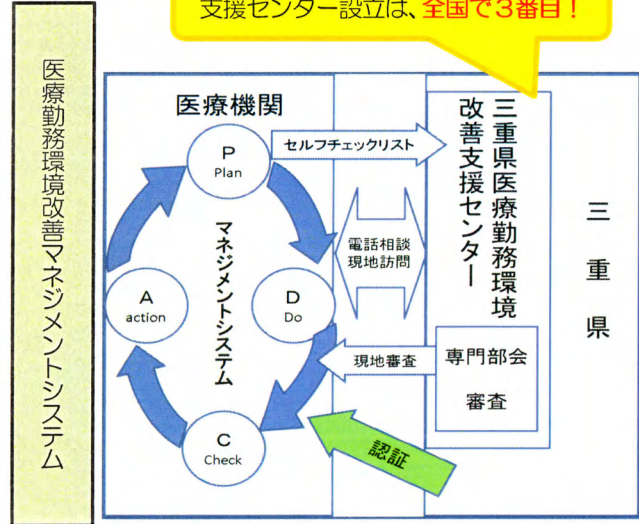 支援センター設立は、全国で３番目！
医療勤務環境改善マネジメントシステム
医療機関
P
Plan
D
Do
C
Check
A
action
マネジメントシステム
セルフチェックリスト
電話相談
現地訪問
現地審査
認証
三重県医療勤務環境
改善支援センター
専門部会
審査
三重県